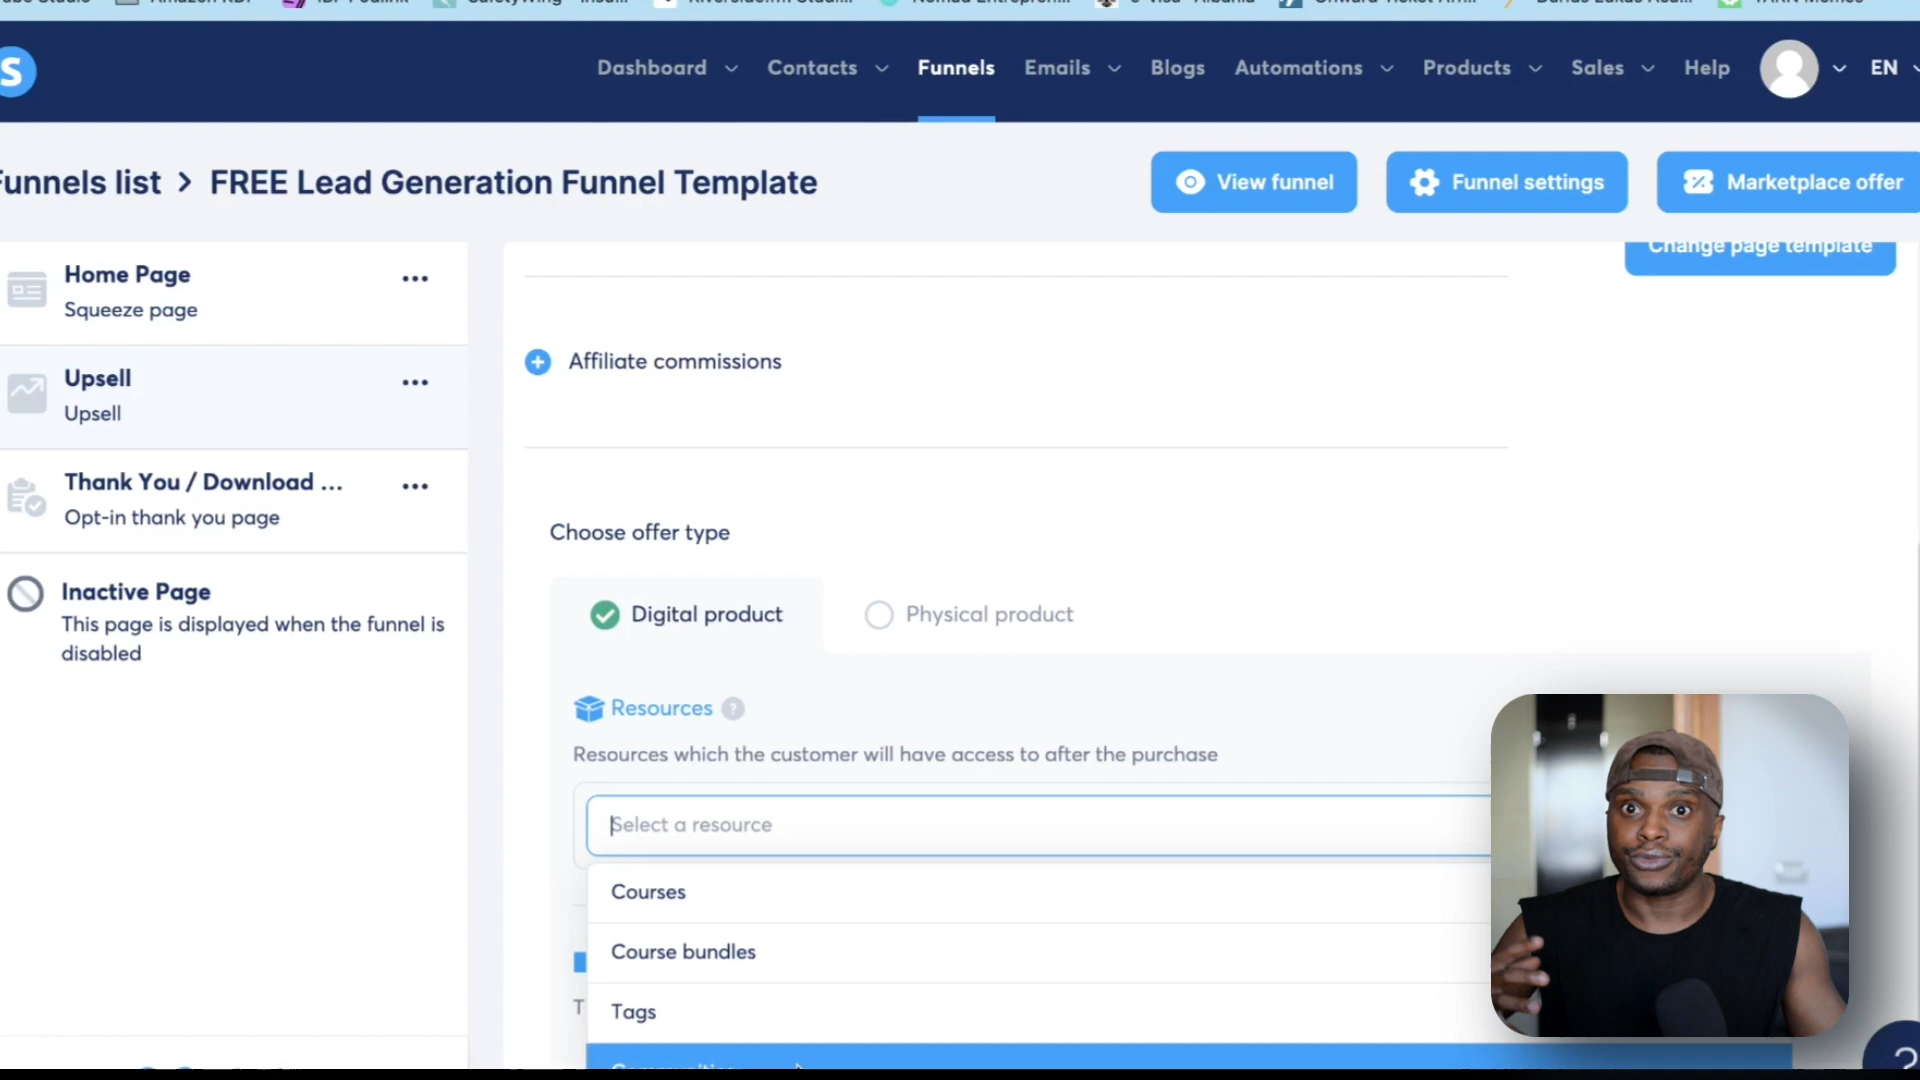 Amazon KDP
Dashboard
Contacts
Funnels
Emails
Blogs
Automations
Products
Sales
Help
EN
S
Funnels list > FREE Lead Generation Funnel Template
View funnel
Funnel settings
Marketplace offer
Change page template
Home Page
Squeeze page
Upsell
Upsell
Thank You / Download ...
Opt-in thank you page
Inactive Page
This page is displayed when the funnel is
disabled
Affiliate commissions
Choose offer type
Digital product
Physical product
Resources ?
Resources which the customer will have access to after the purchase
Select a resource
Courses
Course bundles
T
Tags
?